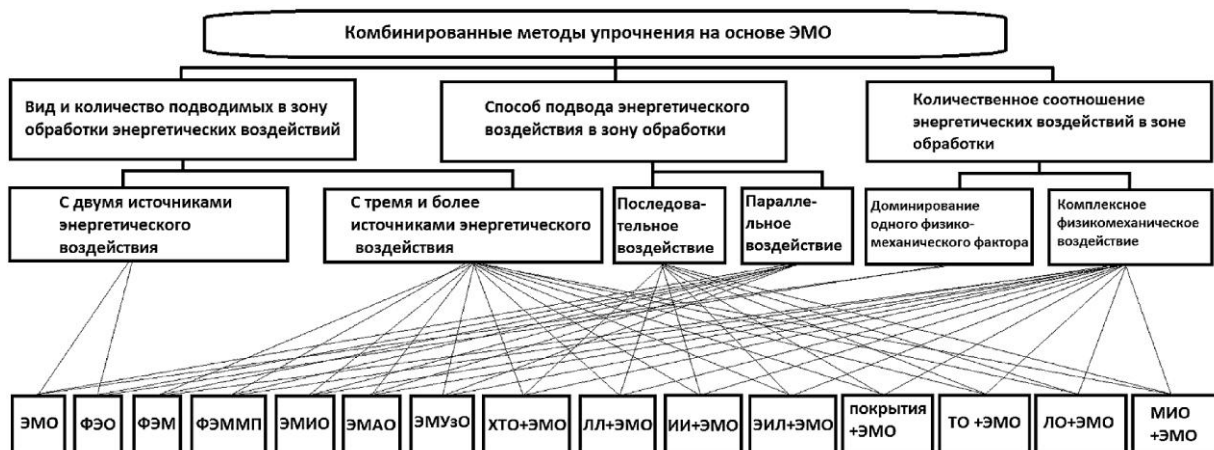 Комбинированные методы упрочнения на основе ЭМО
Вид и количество подводимых в зону
обработки энергетических воздействий
Способ подвода энергетического
воздействия в зону обработки
Количественное соотношение
энергетических воздействий в зоне
обработки
С двумя источниками
энергетического
воздействия
С тремя и более
источниками энергетического
воздействия
Последова-
тельное
воздействие
Паралле-
льное
воздействие
Доминирование
одного физико-
механического фактора
Комплексное
физикомеханическое
воздействие
ЭМО
ФЭО
ФЭМ
ФЭММП
ЭМИО
ЭМАО
ЭМУзО
ХТО+ЭМО
ЛЛ+ЭМО
ИИ+ЭМО
ЭИЛ+ЭМО
покрытия
+ЭМО
ТО +ЭМО
ЛО+ЭМО
МИО
+ЭМО